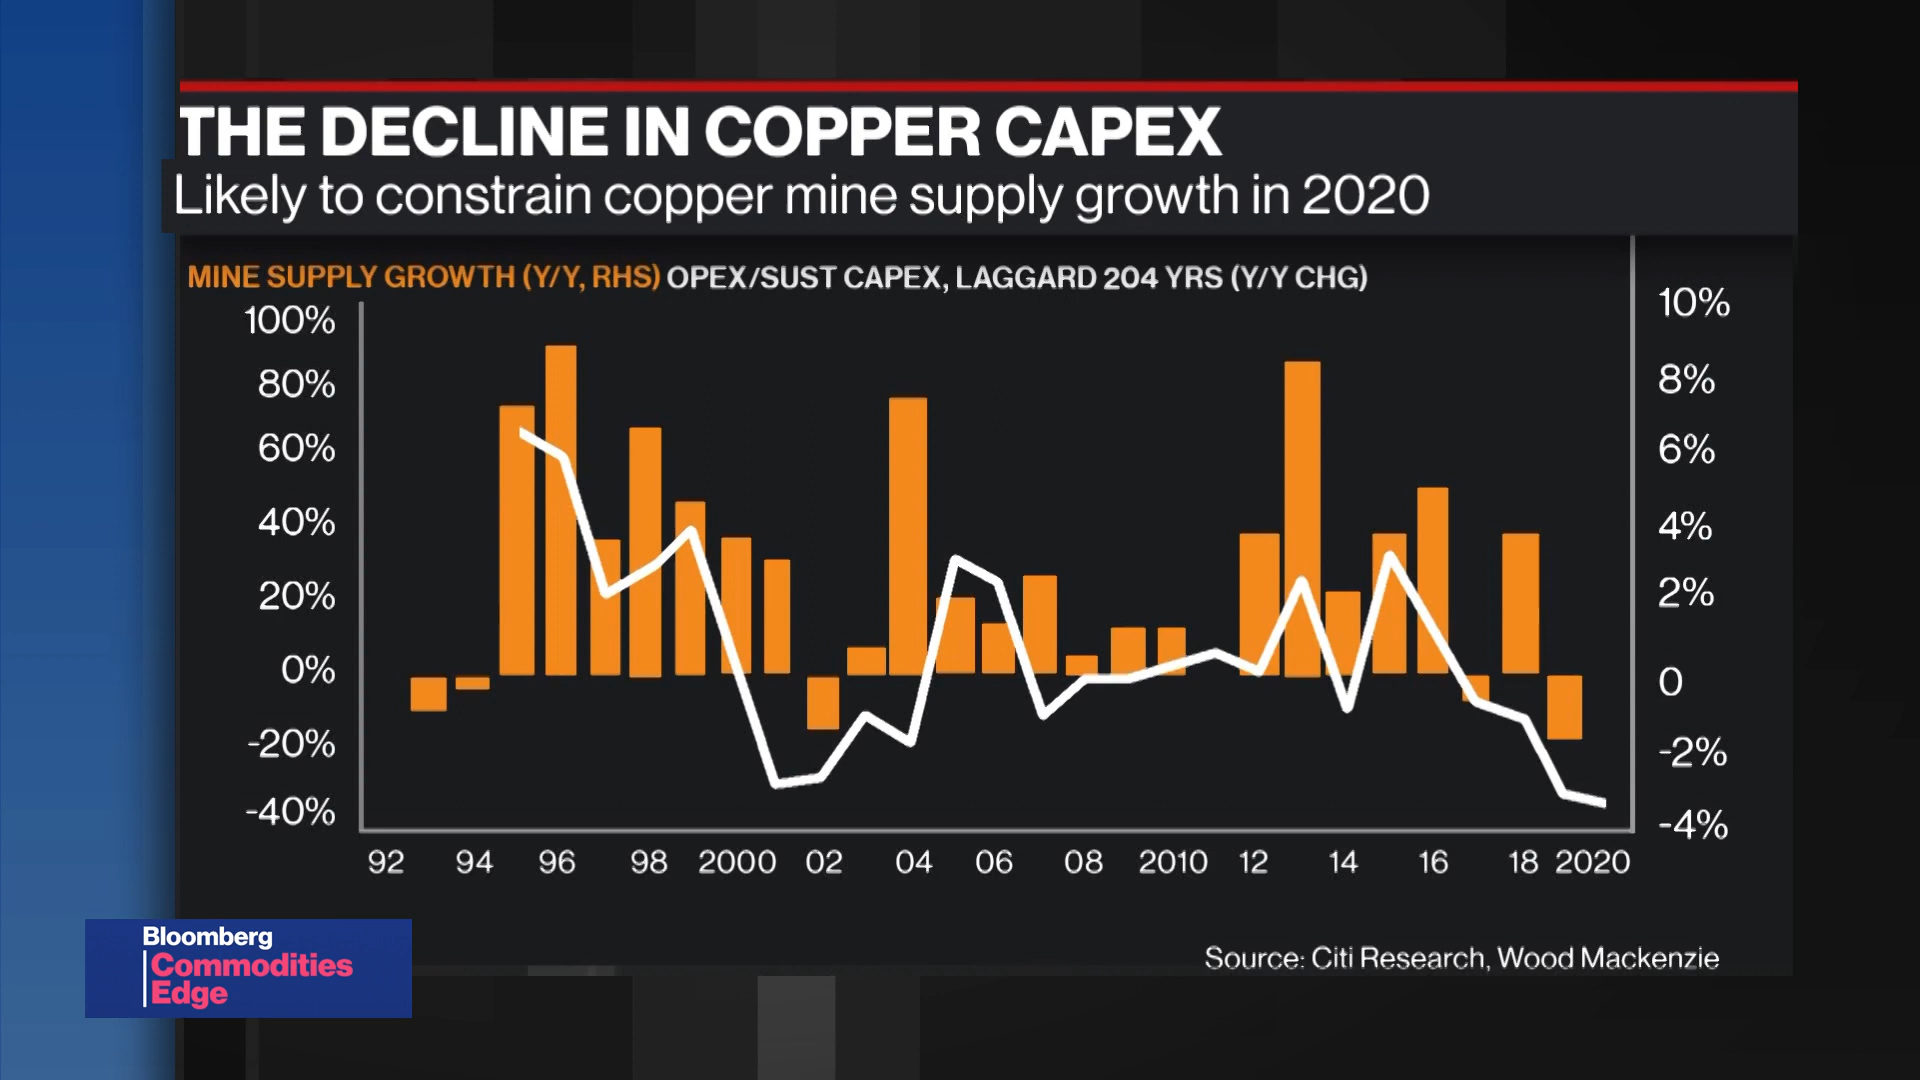 THE DECLINE IN COPPER CAPEX
Likely to constrain copper mine supply growth in 2020
MINE SUPPLY GROWTH (Y/Y, RHS) OPEX/SUST CAPEX, LAGGARD 204 YRS (Y/Y CHG)
100%
80%
60%
40%
20%
0%
-20%
-40%
10%
8%
6%
4%
2%
0
-2%
-4%
92 94 96 98 2000 02 04 06 08 2010 12 14 16 18 2020
Source: Citi Research, Wood Mackenzie
Bloomberg
Commodities
Edge